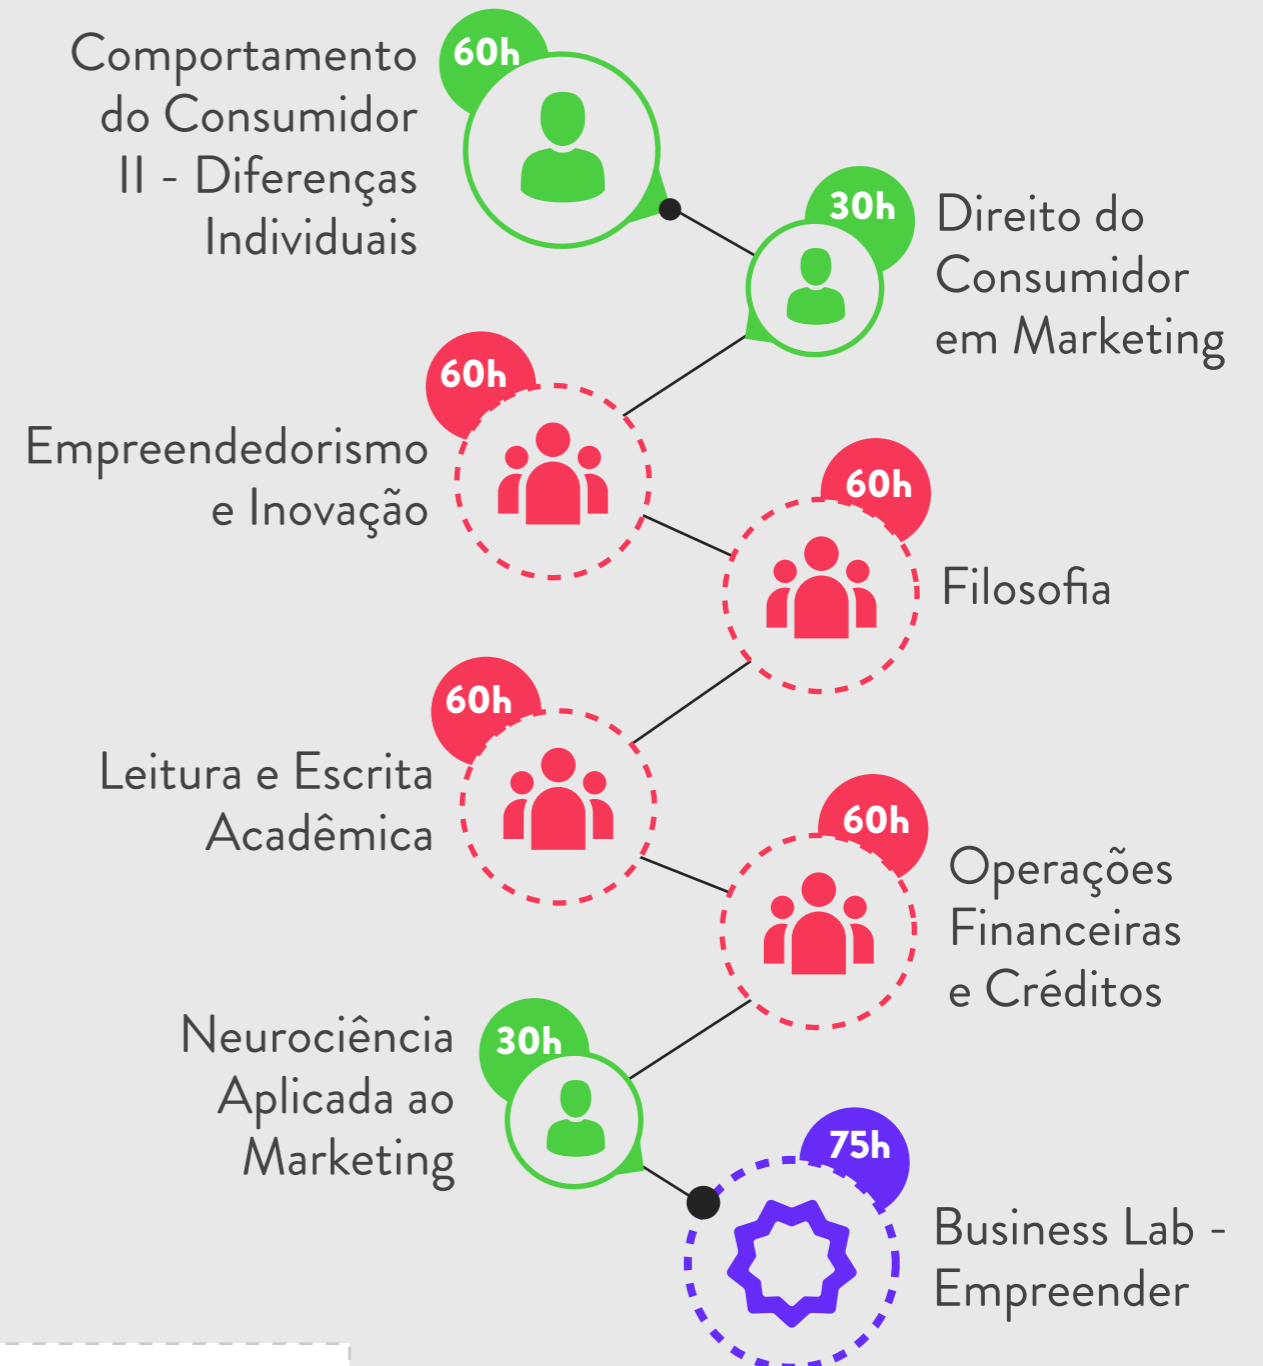 Comportamento
do Consumidor
II - Diferenças
Individuais
60h
30h
Direito do
Consumidor
em Marketing
60h
Empreendedorismo
e Inovação
60h
Filosofia
60h
Leitura e Escrita
Acadêmica
60h
Operações
Financeiras
e Créditos
30h
Neurociência
Aplicada ao
Marketing
75h
Business Lab -
Empreender